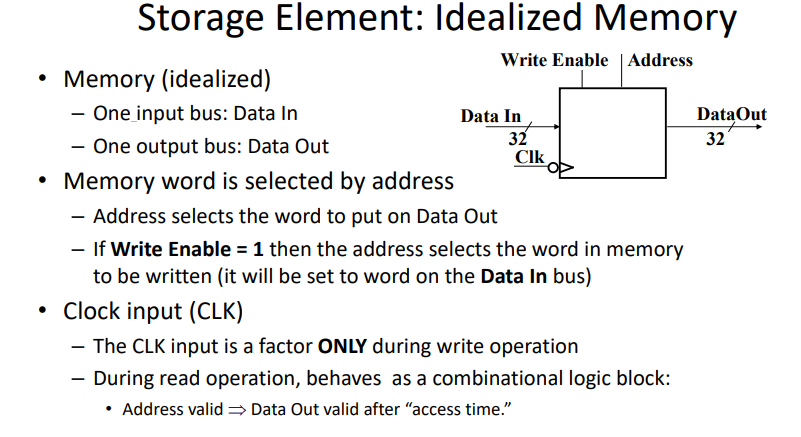 Storage Element: Idealized Memory
Write Enable Address
• Memory (idealized)
– One input bus: Data In
– One output bus: Data Out
Data In
32
Clk
DataOut
32
• Memory word is selected by address
– Address selects the word to put on Data Out
– If Write Enable = 1 then the address selects the word in memory
to be written (it will be set to word on the Data In bus)
• Clock input (CLK)
– The CLK input is a factor ONLY during write operation
– During read operation, behaves as a combinational logic block:
• Address valid ⇒ Data Out valid after “access time.”